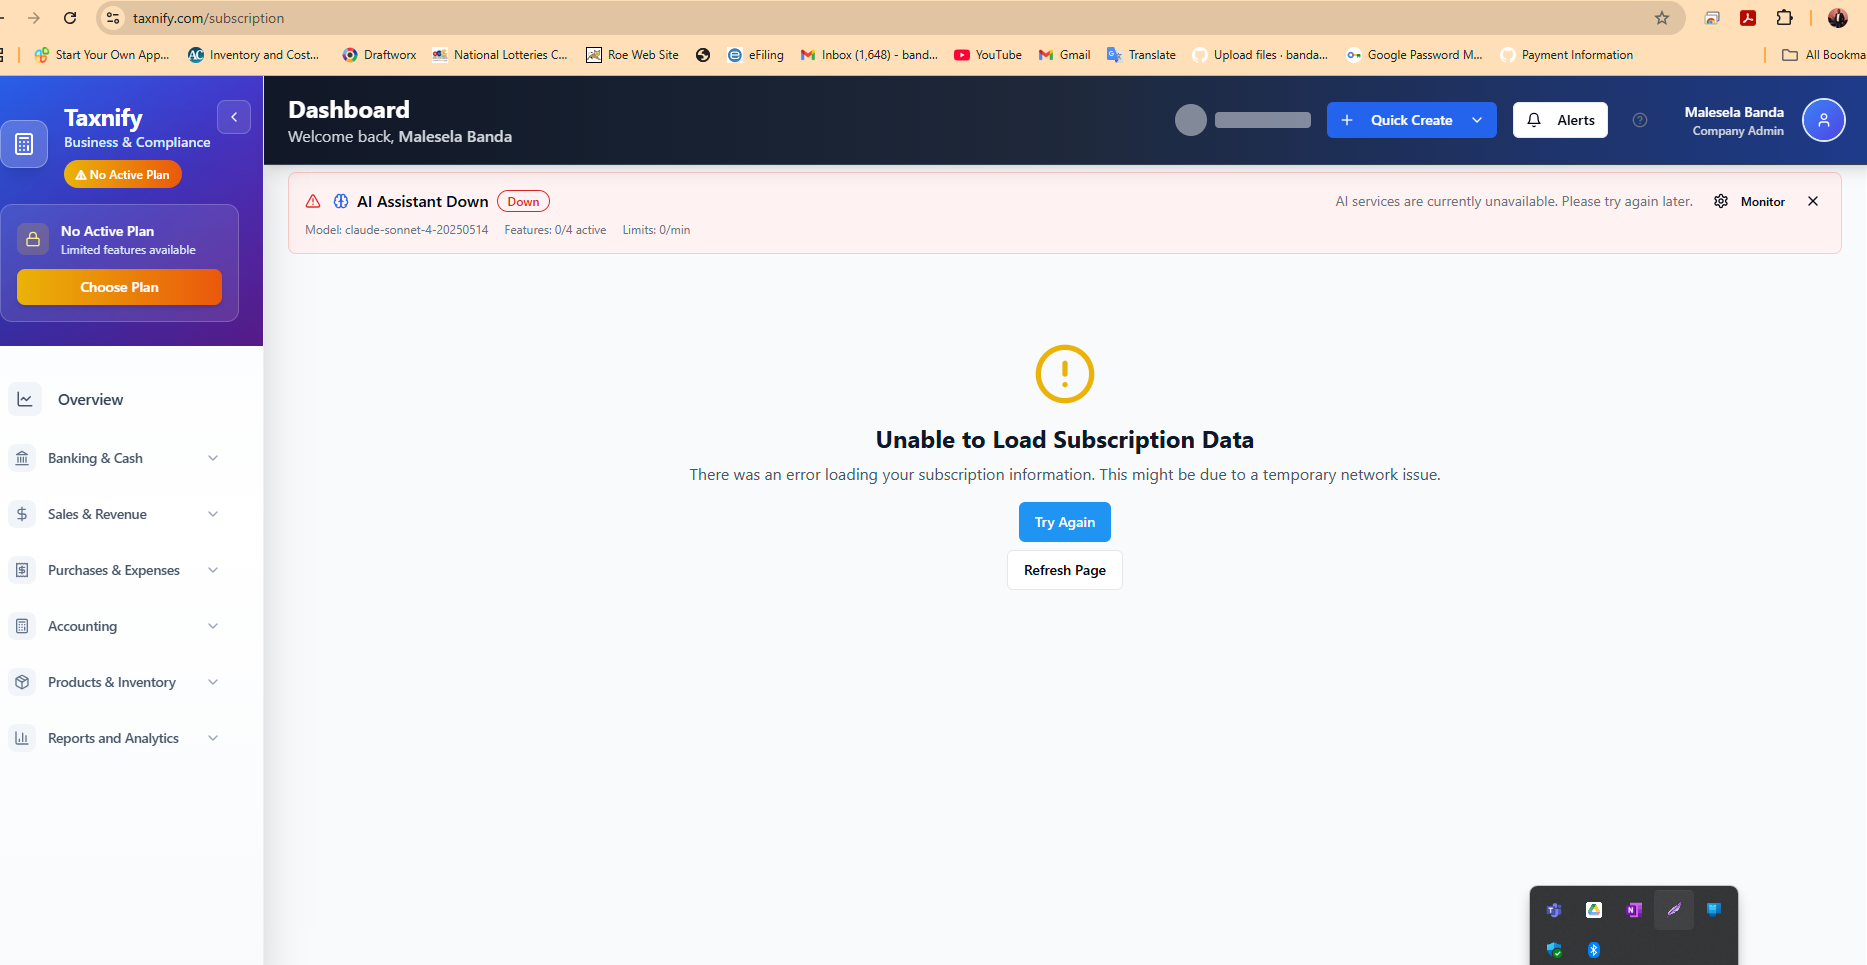 taxnify.com/subscription
Start Your Own App...
Inventory and Cost...
Draftworx
National Lotteries C...
Roe Web Site
eFiling
Inbox (1,648) - band...
YouTube
Gmail
Translate
Upload files · banda...
Google Password M...
Payment Information
All Bookma
Taxnify
Business & Compliance
No Active Plan
No Active Plan
Limited features available
Choose Plan
Overview
Banking & Cash
Sales & Revenue
Purchases & Expenses
Accounting
Products & Inventory
Reports and Analytics
Dashboard
Welcome back, Malesela Banda
Quick Create
Alerts
Malesela Banda
Company Admin
AI Assistant Down
Down
AI services are currently unavailable. Please try again later.
Monitor
Model: claude-sonnet-4-20250514
Features: 0/4 active
Limits: 0/min
Unable to Load Subscription Data
There was an error loading your subscription information. This might be due to a temporary network issue.
Try Again
Refresh Page